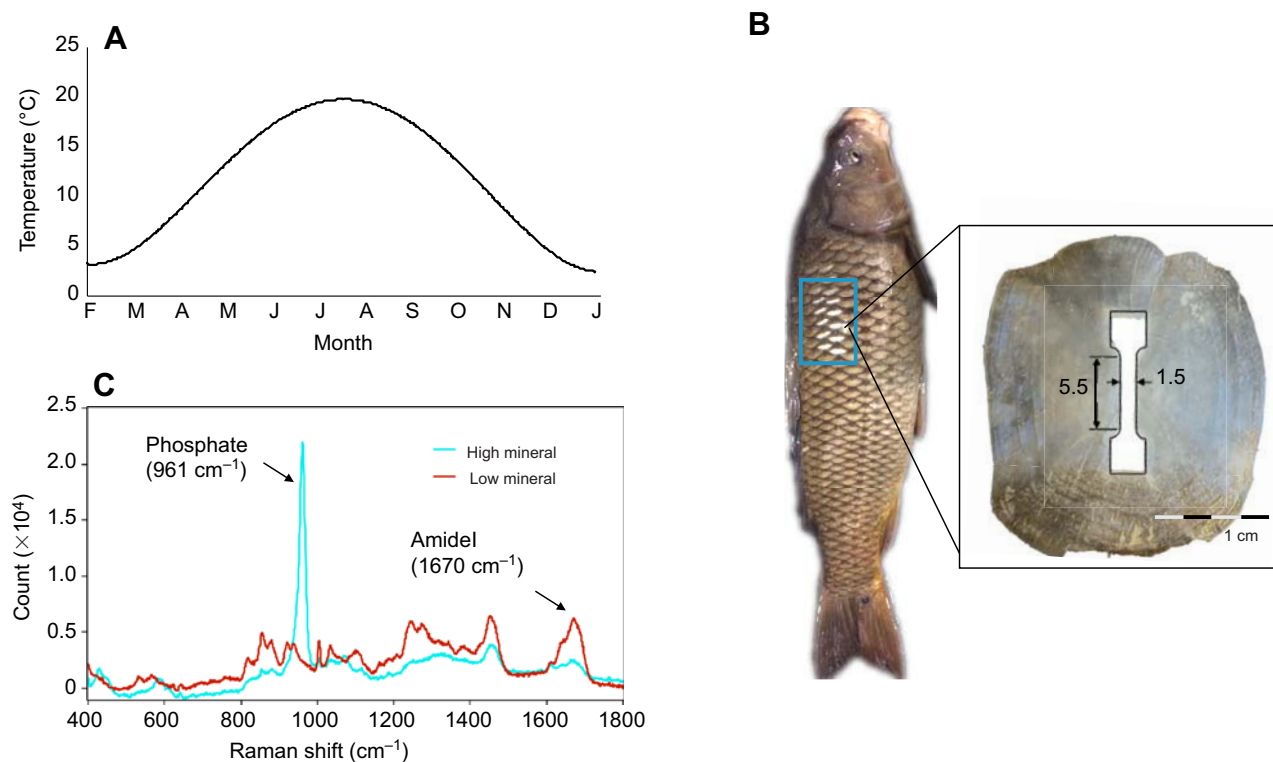 A
25
20
15
10
5
0
Temperature (°C)
F M A M J J A S O N D J
Month
B
5.5
1.5
1 cm
C
2.5
2.0
1.5
1.0
0.5
0
Count (×10⁴)
Phosphate
(961 cm⁻¹)
High mineral
Low mineral
AmideI
(1670 cm⁻¹)
400 600 800 1000 1200 1400 1600 1800
Raman shift (cm⁻¹)